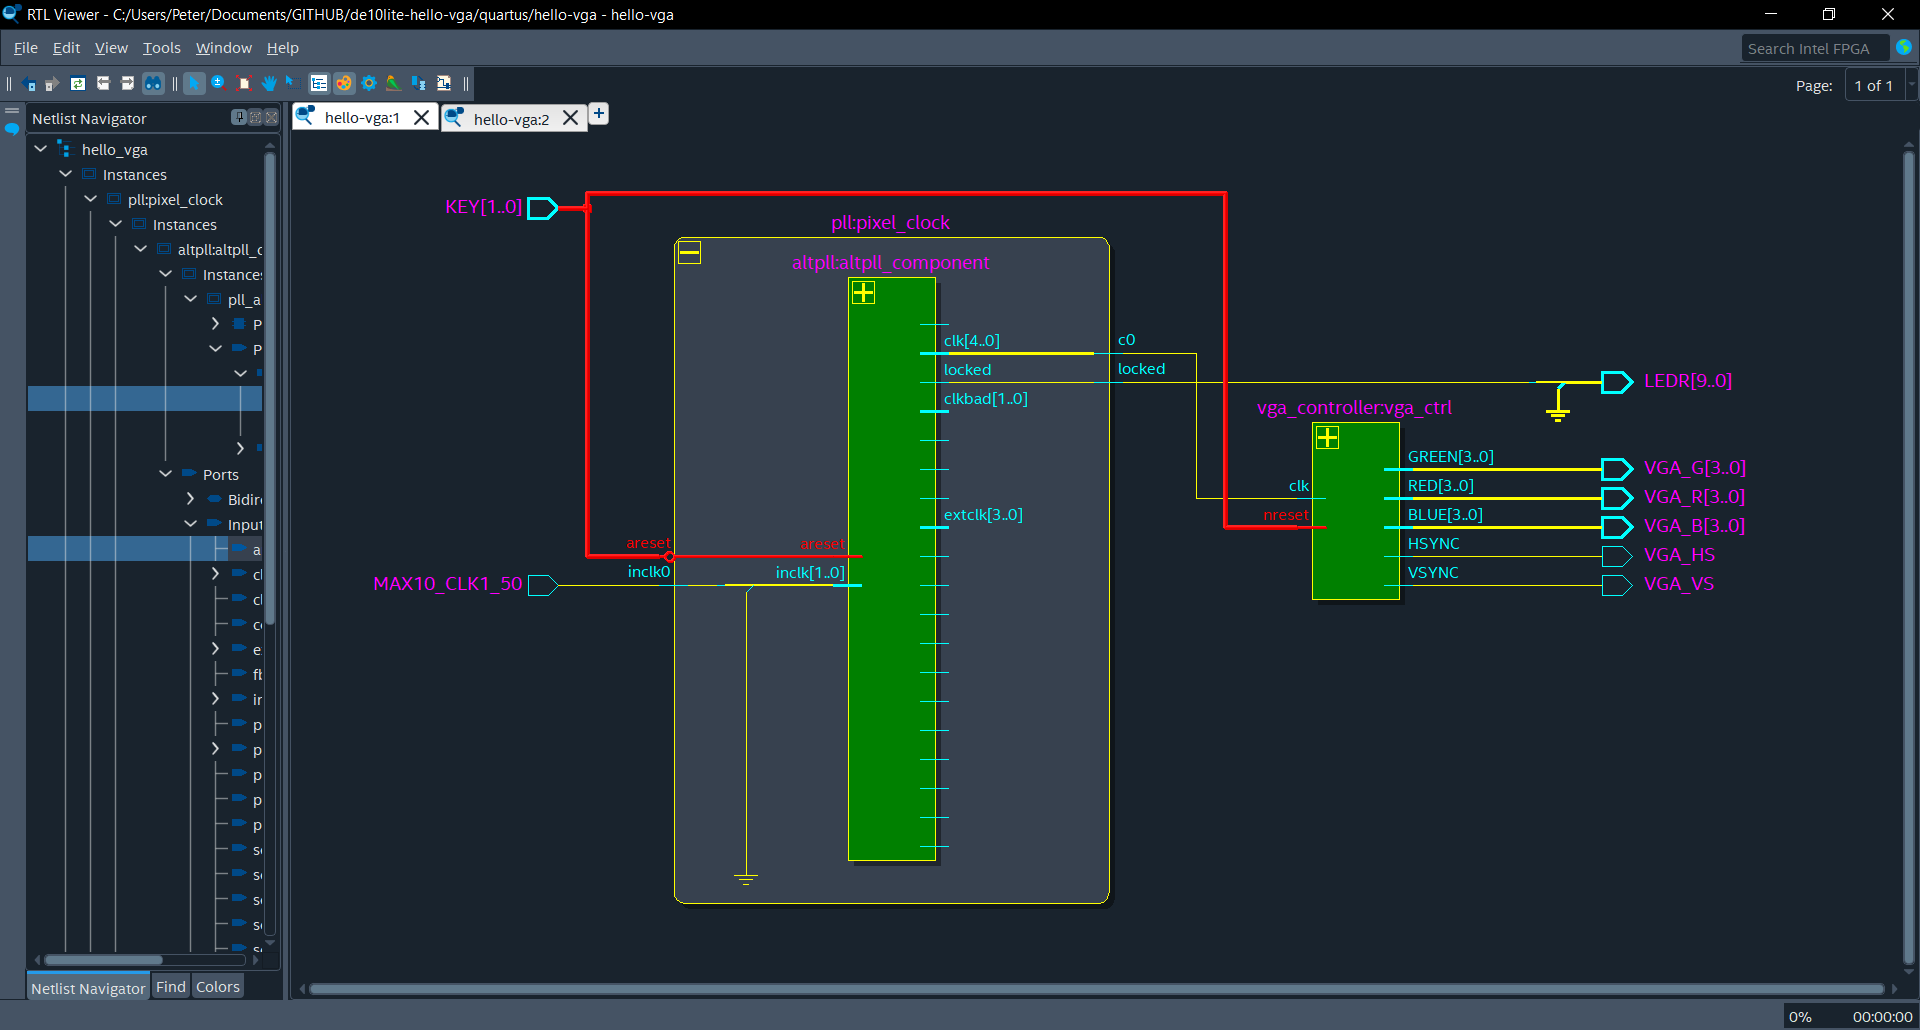 RTL Viewer - C:/Users/Peter/Documents/GITHUB/de10lite-hello-vga/quartus/hello-vga - hello-vga
File Edit View Tools Window Help
Search Intel FPGA
Page: 1 of 1
Netlist Navigator
hello-vga:1
hello-vga:2
hello_vga
Instances
pll:pixel_clock
Instances
altpll:altpll_c
Instance
pll_a
P
P
Ports
Bidir
Input
a
cl
cl
c
e
fb
in
p
p
p
p
p
s
s
s
s
s
Netlist Navigator Find Colors
KEY[1..0]
pll:pixel_clock
altpll:altpll_component
clk[4..0]
c0
locked
locked
clkbad[1..0]
LEDR[9..0]
vga_controller:vga_ctrl
GREEN[3..0]
VGA_G[3..0]
clk
RED[3..0]
VGA_R[3..0]
extclk[3..0]
nreset
BLUE[3..0]
VGA_B[3..0]
areset
areset
HSYNC
VGA_HS
inclk0
inclk[1..0]
VSYNC
VGA_VS
MAX10_CLK1_50
0% 00:00:00